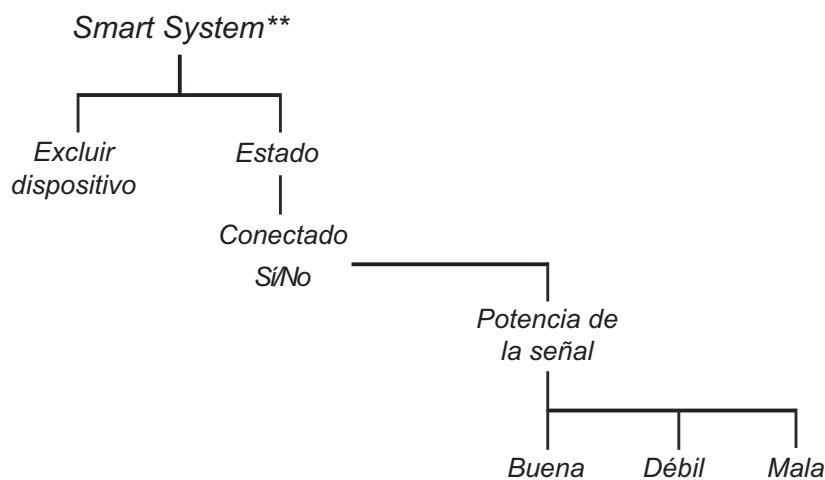 Smart System**
Excluir
dispositivo
Estado
Conectado
Sí/No
Potencia de
la señal
Buena
Débil
Mala